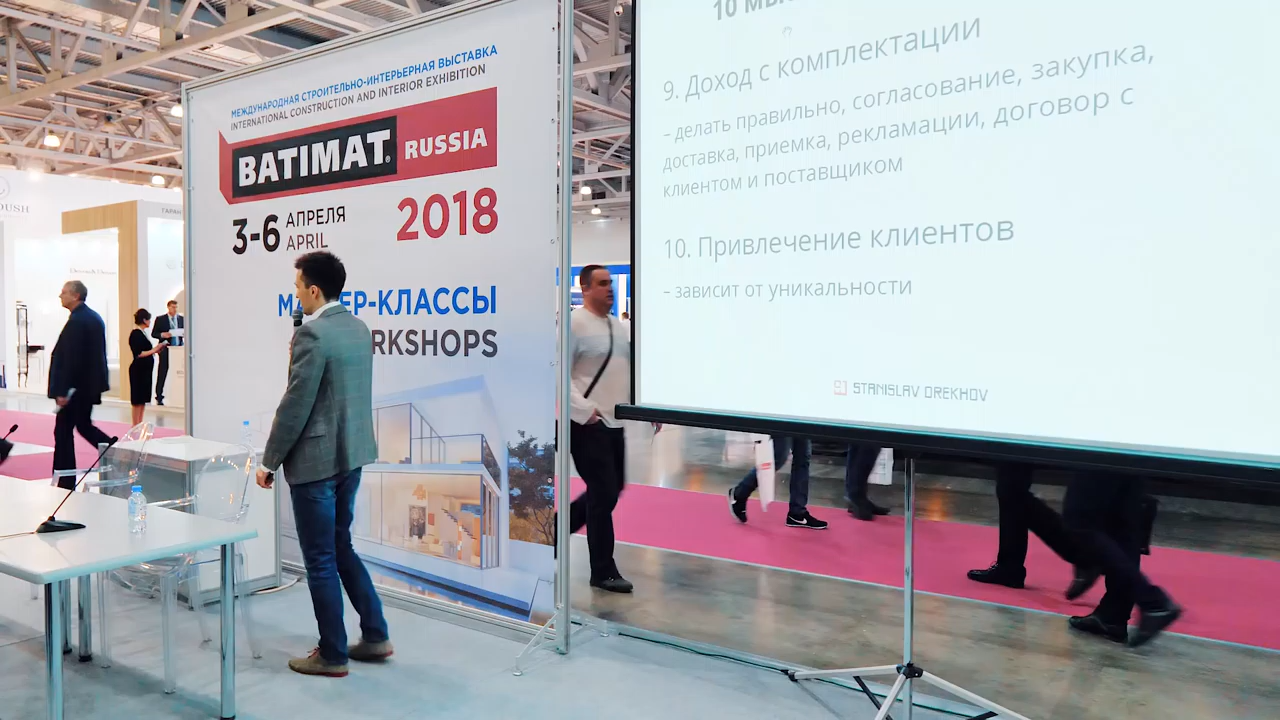 МЕЖДУНАРОДНАЯ СТРОИТЕЛЬНО-ИНТЕРЬЕРНАЯ ВЫСТАВКА
INTERNATIONAL CONSTRUCTION AND INTERIOR EXHIBITION
BATIMAT® RUSSIA
3-6 АПРЕЛЯ
APRIL
2018
10
9. Доход с комплектации
– делать правильно, согласование, закупка,
доставка, приемка, рекламации, договор с
клиентом и поставщиком
10. Привлечение клиентов
– зависит от уникальности
STANISLAV OREKHOV